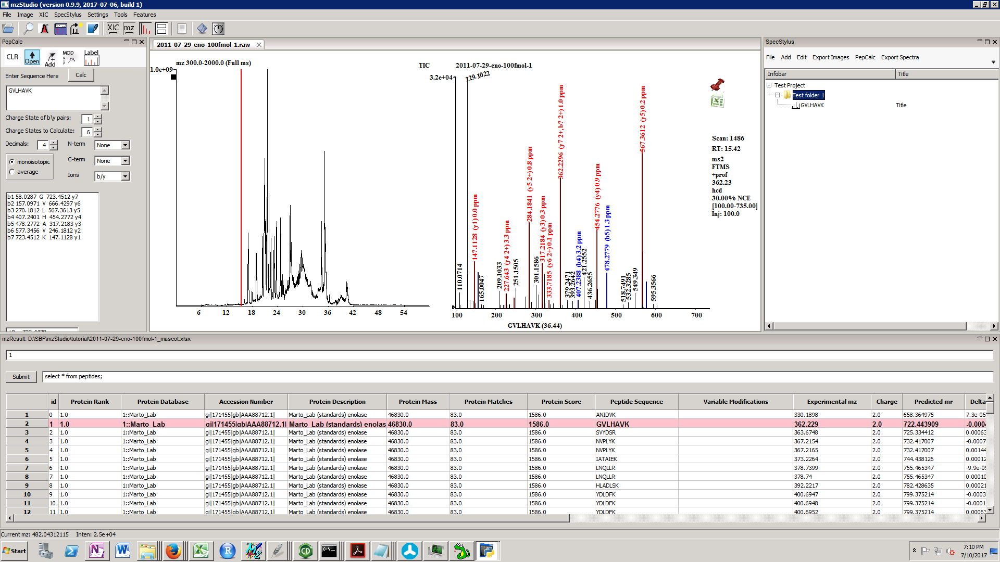 mzStudio (version 0.9.9, 2017-07-06, build 1)
File Image XIC SpecStylus Settings Tools Features
XIC mz
PepCalc
CLR Open Add MOD Label
Enter Sequence Here Calc
GVLHAVK
Charge State of b\y pairs: 1
Charge States to Calculate: 6
Decimals: 4 N-term None
monoisotopic C-term None
average Ions b/y
b1 58.0287 G 723.4512 y7
b2 157.0971 V 666.4297 y6
b3 270.1812 L 567.3613 y5
b4 407.2401 H 454.2772 y4
b5 478.2772 A 317.2183 y3
b6 577.3456 V 246.1812 y2
b7 723.4512 K 147.1128 y1
2011-07-29-eno-100fmol-1.raw
mz 300.0-2000.0 (Full ms) TIC
1.0e+09
6 12 18 24 30 36 42 48 54
2011-07-29-eno-100fmol-1
3.2e+04
129.1022
110.0714
147.1128 (y1) 0.0 ppm
165.0047
209.1033
227.643 (y4 2+) 3.3 ppm
251.1505
284.1841 (y5 2+) 0.8 ppm
301.1586
317.2184 (y3) 0.3 ppm
333.7185 (y6 2+) 0.1 ppm
362.2296 (y7 2+, b7 2+) 1.0 ppm
379.2471
393.2642
407.2388 (b4) 3.2 ppm
421.2552
436.2655
454.2776 (y4) 0.9 ppm
478.2779 (b5) 1.3 ppm
518.7491
532.3285
549.349
567.3612 (y5) 0.2 ppm
595.3566
100 200 300 400 500 600 700
GVLHAVK (36.44)
Scan: 1486
RT: 15.42
ms2
FTMS
+prof
362.23
hcd
30.00% NCE
[100.00-735.00]
Inj: 100.0
SpecStylus
File Add Edit Export Images PepCalc Export Spectra
Infobar Title
Test Project
Test folder 1
GVLHAVK Title
mzResult: D:\SBF\mzStudio\tutorial\2011-07-29-eno-100fmol-1_mascot.xlsx
1
Submit select * from peptides;
id Protein Rank Protein Database Accession Number Protein Description Protein Mass Protein Matches Protein Score Peptide Sequence Variable Modifications Experimental mz Charge Predicted mr Delta
1 0 1.0 1::Marto_Lab gi|171455|gb|AAA88712.1| Marto_Lab (standards) enolase 46830.0 83.0 1586.0 ANIDVK 330.1898 2.0 658.364975 7.3e-05
2 1 1.0 1::Marto_Lab gi|171455|gb|AAA88712.1| Marto_Lab (standards) enolas 46830.0 83.0 1586.0 GVLHAVK 362.229 2.0 722.443909 -0.0004
3 2 1.0 1::Marto_Lab gi|171455|gb|AAA88712.1| Marto_Lab (standards) enolase 46830.0 83.0 1586.0 SVYDSR 363.6748 2.0 725.334412 0.00063
4 3 1.0 1::Marto_Lab gi|171455|gb|AAA88712.1| Marto_Lab (standards) enolase 46830.0 83.0 1586.0 NVPLYK 367.2154 2.0 732.417007 -0.0007
5 4 1.0 1::Marto_Lab gi|171455|gb|AAA88712.1| Marto_Lab (standards) enolase 46830.0 83.0 1586.0 NVPLYK 367.2165 2.0 732.417007 0.00144
6 5 1.0 1::Marto_Lab gi|171455|gb|AAA88712.1| Marto_Lab (standards) enolase 46830.0 83.0 1586.0 IATAIEK 373.2264 2.0 744.438126 0.00012
7 6 1.0 1::Marto_Lab gi|171455|gb|AAA88712.1| Marto_Lab (standards) enolase 46830.0 83.0 1586.0 LNQLLR 378.7399 2.0 755.465347 -9.9e-05
8 7 1.0 1::Marto_Lab gi|171455|gb|AAA88712.1| Marto_Lab (standards) enolase 46830.0 83.0 1586.0 LNQLLR 378.74 2.0 755.465347 0.00010
9 8 1.0 1::Marto_Lab gi|171455|gb|AAA88712.1| Marto_Lab (standards) enolase 46830.0 83.0 1586.0 HLADLSK 392.2217 2.0 782.428635 0.00021
10 9 1.0 1::Marto_Lab gi|171455|gb|AAA88712.1| Marto_Lab (standards) enolase 46830.0 83.0 1586.0 YDLDFK 400.6947 2.0 799.375214 -0.0003
11 10 1.0 1::Marto_Lab gi|171455|gb|AAA88712.1| Marto_Lab (standards) enolase 46830.0 83.0 1586.0 YDLDFK 400.6948 2.0 799.375214 -0.0001
12 11 1.0 1::Marto_Lab gi|171455|gb|AAA88712.1| Marto_Lab (standards) enolase 46830.0 83.0 1586.0 YDLDFK 400.6952 2.0 799.375214 0.00063
Current mz: 482.04312115 Inten: 2.5e+04
Start
7:10 PM
7/10/2017